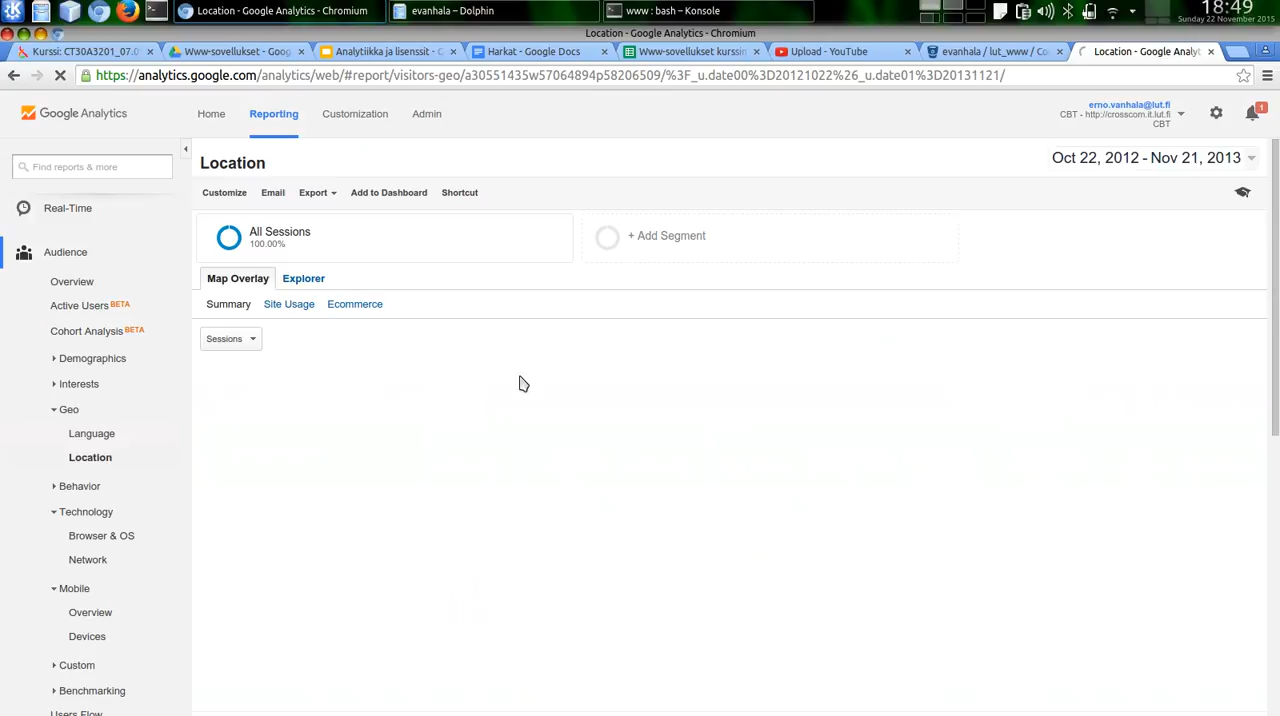 Location - Google Analytics - Chromium
evanhala – Dolphin
www : bash – Konsole
18:49
Sunday 22 November 2015
Location - Google Analytics - Chromium
Kurssi: CT30A3201_07.0
Www-sovellukset - Goog
Analytiikka ja lisenssit - G
Harkat - Google Docs
Www-sovellukset kurssin
Upload - YouTube
evanhala / lut_www / Co
Location - Google Analyt
https://analytics.google.com/analytics/web/#report/visitors-geo/a30551435w57064894p58206509/%3F_u.date00%3D20121022%26_u.date01%3D20131121/
Google Analytics
Home
Reporting
Customization
Admin
erno.vanhala@lut.fi
CBT - http://crosscom.it.lut.fi
CBT
1
Find reports & more
Location
Oct 22, 2012 - Nov 21, 2013
Customize
Email
Export
Add to Dashboard
Shortcut
Real-Time
All Sessions
100.00%
+ Add Segment
Audience
Map Overlay
Explorer
Overview
Summary
Site Usage
Ecommerce
Active Users BETA
Cohort Analysis BETA
Sessions
Demographics
Interests
Geo
Language
Location
Behavior
Technology
Browser & OS
Network
Mobile
Overview
Devices
Custom
Benchmarking
Users Flow